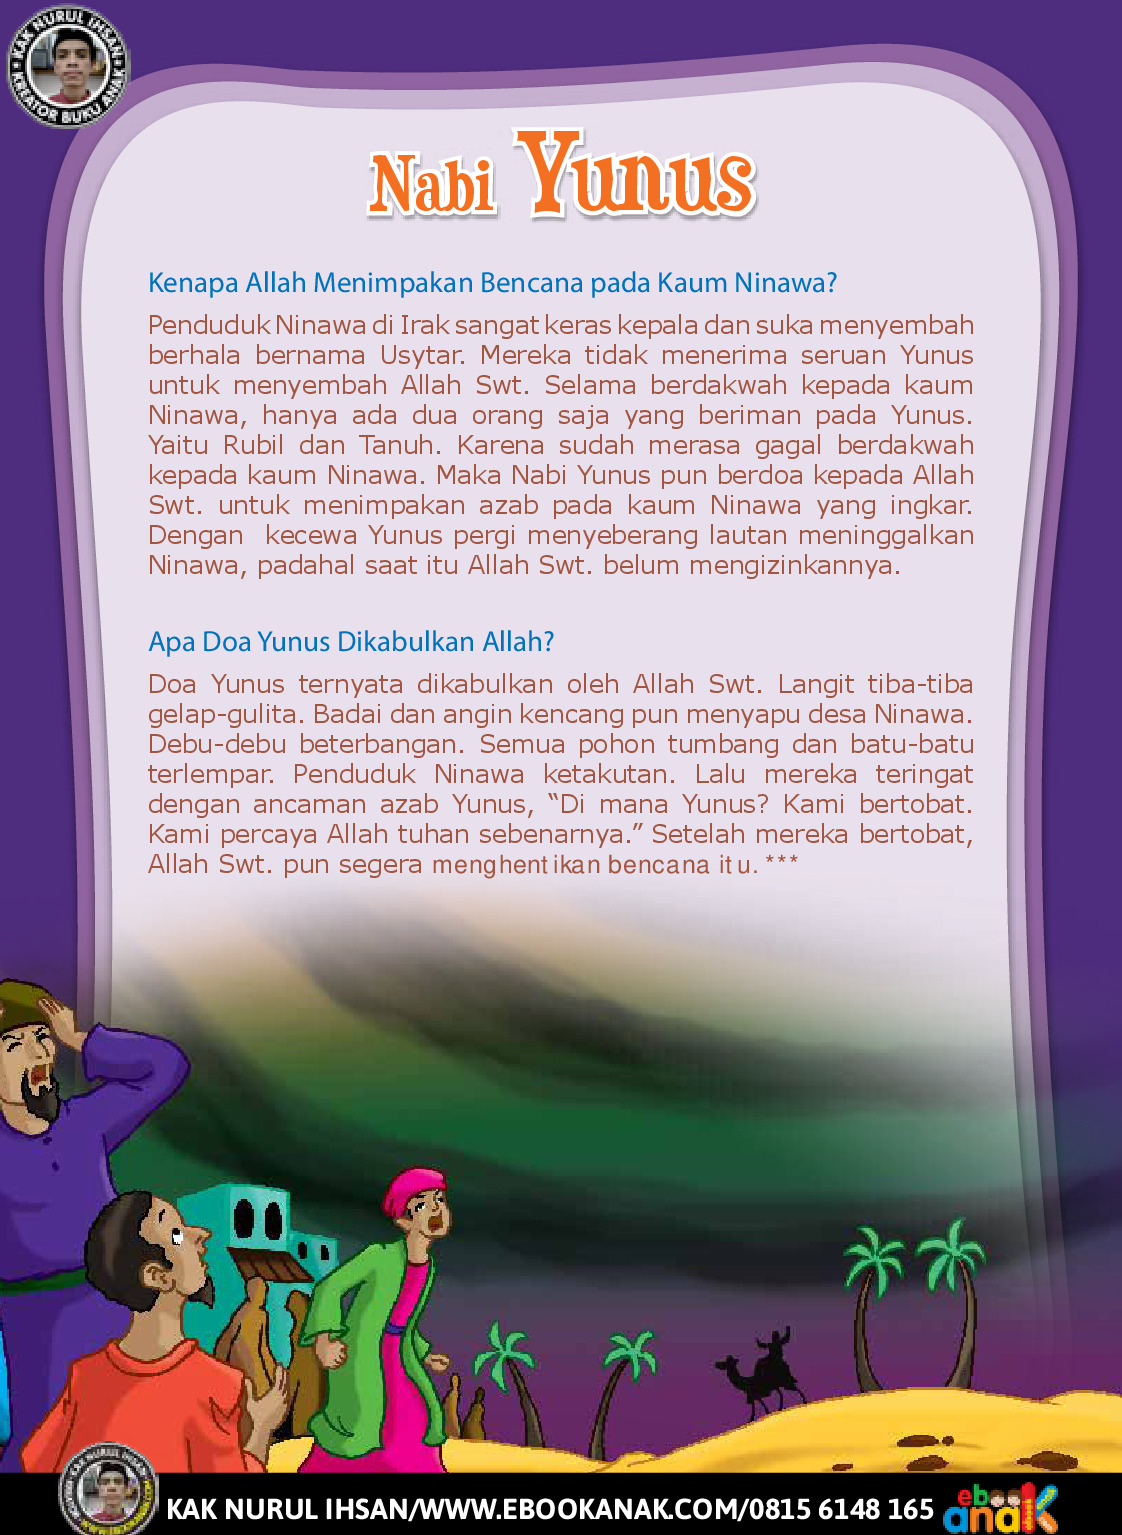 KAK NURUL IHSAN
KREATOR BUKU ANAK
Nabi Yunus
Kenapa Allah Menimpakan Bencana pada Kaum Ninawa?
Penduduk Ninawa di Irak sangat keras kepala dan suka menyembah
berhala bernama Usytar. Mereka tidak menerima seruan Yunus
untuk menyembah Allah Swt. Selama berdakwah kepada kaum
Ninawa, hanya ada dua orang saja yang beriman pada Yunus.
Yaitu Rubil dan Tanuh. Karena sudah merasa gagal berdakwah
kepada kaum Ninawa. Maka Nabi Yunus pun berdoa kepada Allah
Swt. untuk menimpakan azab pada kaum Ninawa yang ingkar.
Dengan kecewa Yunus pergi menyeberang lautan meninggalkan
Ninawa, padahal saat itu Allah Swt. belum mengizinkannya.
Apa Doa Yunus Dikabulkan Allah?
Doa Yunus ternyata dikabulkan oleh Allah Swt. Langit tiba-tiba
gelap-gulita. Badai dan angin kencang pun menyapu desa Ninawa.
Debu-debu beterbangan. Semua pohon tumbang dan batu-batu
terlempar. Penduduk Ninawa ketakutan. Lalu mereka teringat
dengan ancaman azab Yunus, “Di mana Yunus? Kami bertobat.
Kami percaya Allah tuhan sebenarnya.” Setelah mereka bertobat,
Allah Swt. pun segera menghentikan bencana itu. ***
KAK NURUL IHSAN/WWW.EBOOKANAK.COM/0815 6148 165
ebook
anak